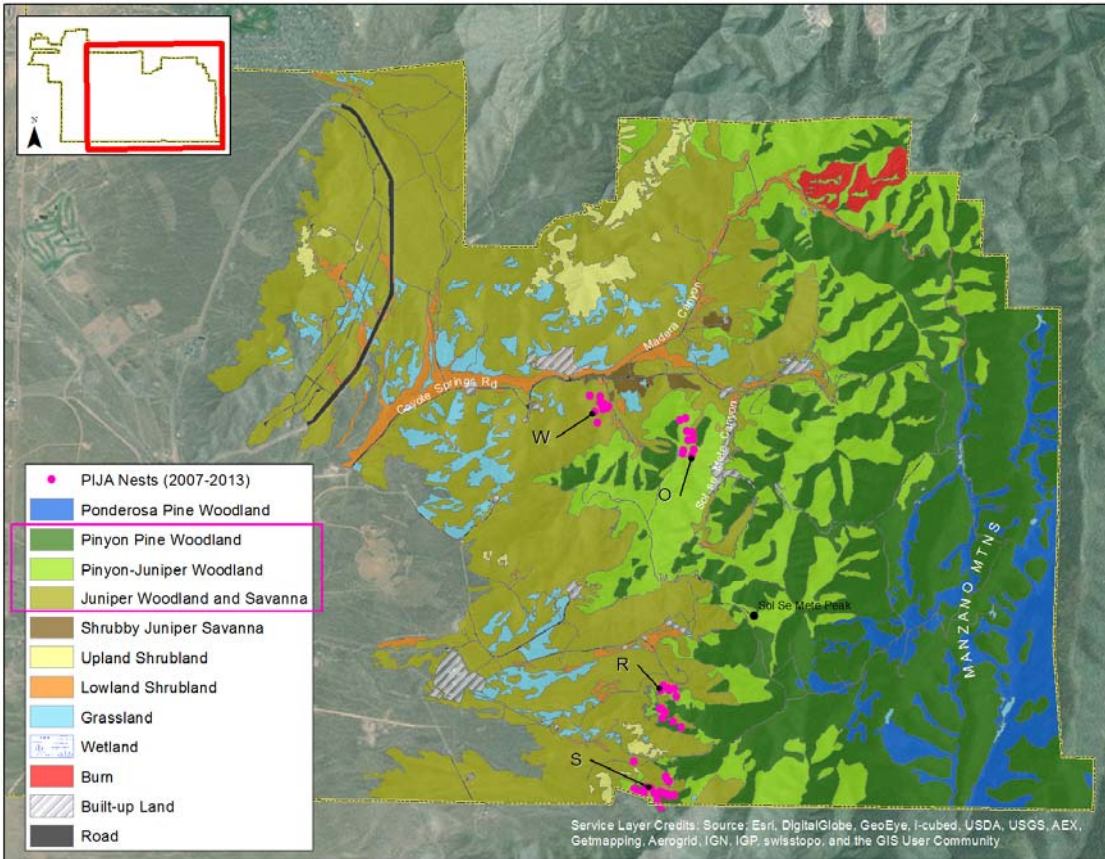 N
Madera Canyon
Coyote Springs Rd
W
O
Sol se Mete Canyon
Sol Se Mete Peak
MANZANO MTNS
R
S
PIJA Nests (2007-2013)
Ponderosa Pine Woodland
Pinyon Pine Woodland
Pinyon-Juniper Woodland
Juniper Woodland and Savanna
Shrubby Juniper Savanna
Upland Shrubland
Lowland Shrubland
Grassland
Wetland
Burn
Built-up Land
Road
Service Layer Credits: Source: Esri, DigitalGlobe, GeoEye, i-cubed, USDA, USGS, AEX,
Getmapping, Aerogrid, IGN, IGP, swisstopo, and the GIS User Community